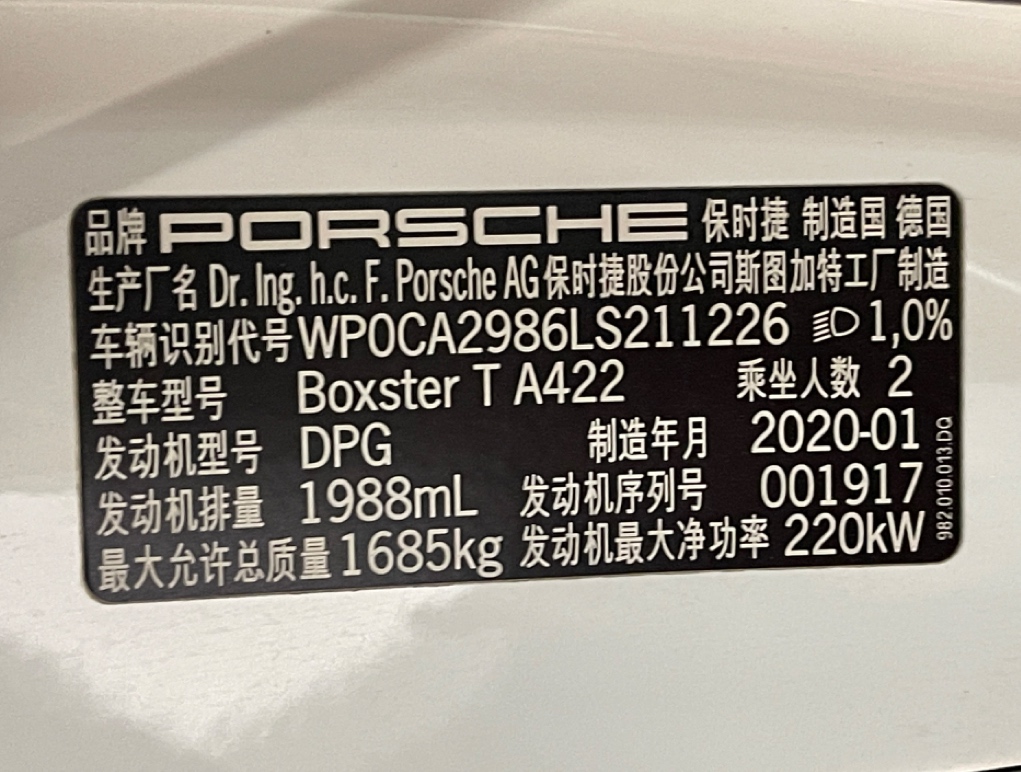 品牌 PORSCHE 保时捷 制造国 德国
生产厂名 Dr. Ing. h.c. F. Porsche AG 保时捷股份公司斯图加特工厂制造
车辆识别代号 WP0CA2986LS211226 1,0%
整车型号 Boxster T A422 乘坐人数 2
发动机型号 DPG 制造年月 2020-01
发动机排量 1988mL 发动机序列号 001917
最大允许总质量 1685kg 发动机最大净功率 220kW
982.010.013.DQ